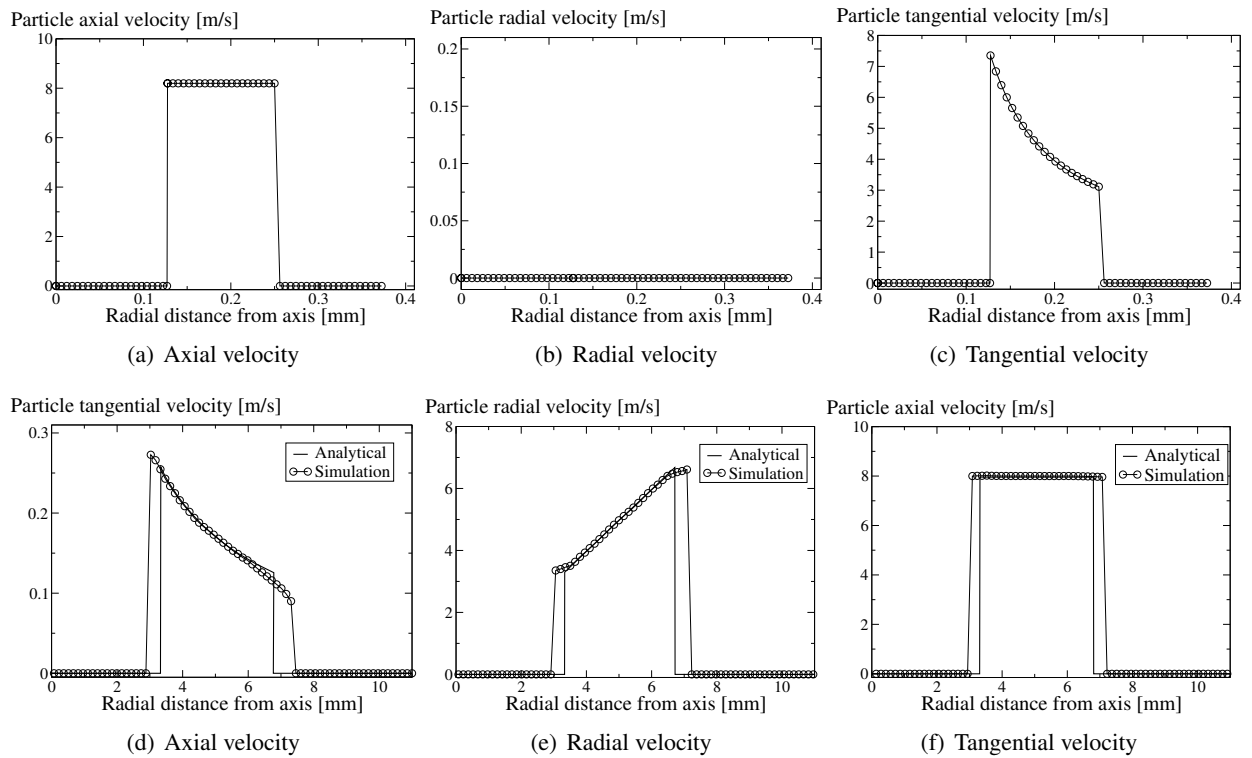 Particle axial velocity [m/s]
10
8
6
4
2
0
0 0.1 0.2 0.3 0.4
Radial distance from axis [mm]
(a) Axial velocity
Particle radial velocity [m/s]
0.2
0.15
0.1
0.05
0
0 0.1 0.2 0.3 0.4
Radial distance from axis [mm]
(b) Radial velocity
Particle tangential velocity [m/s]
8
7
6
5
4
3
2
1
0
0 0.1 0.2 0.3 0.4
Radial distance from axis [mm]
(c) Tangential velocity
Particle tangential velocity [m/s]
0.3
0.2
0.1
0
Analytical
Simulation
0 2 4 6 8 10
Radial distance from axis [mm]
(d) Axial velocity
Particle radial velocity [m/s]
8
6
4
2
0
Analytical
Simulation
0 2 4 6 8 10
Radial distance from axis [mm]
(e) Radial velocity
Particle axial velocity [m/s]
10
8
6
4
2
0
Analytical
Simulation
0 2 4 6 8 10
Radial distance from axis [mm]
(f) Tangential velocity